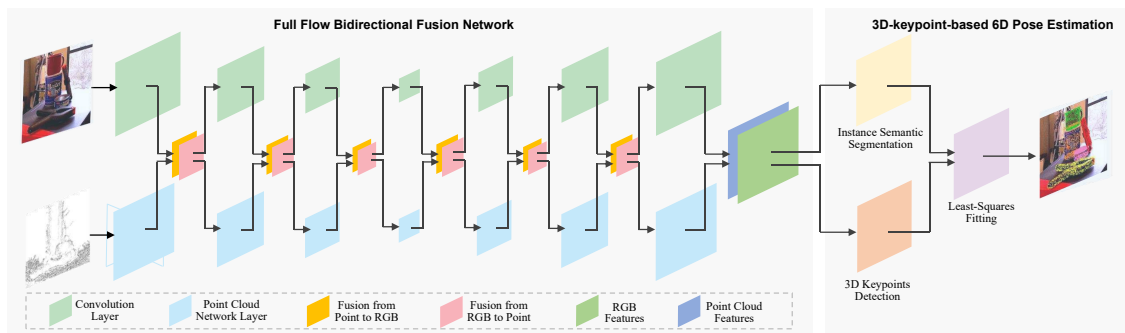 Full Flow Bidirectional Fusion Network
3D-keypoint-based 6D Pose Estimation
Instance Semantic
Segmentation
Least-Squares
Fitting
3D Keypoints
Detection
Convolution
Layer
Point Cloud
Network Layer
Fusion from
Point to RGB
Fusion from
RGB to Point
RGB
Features
Point Cloud
Features